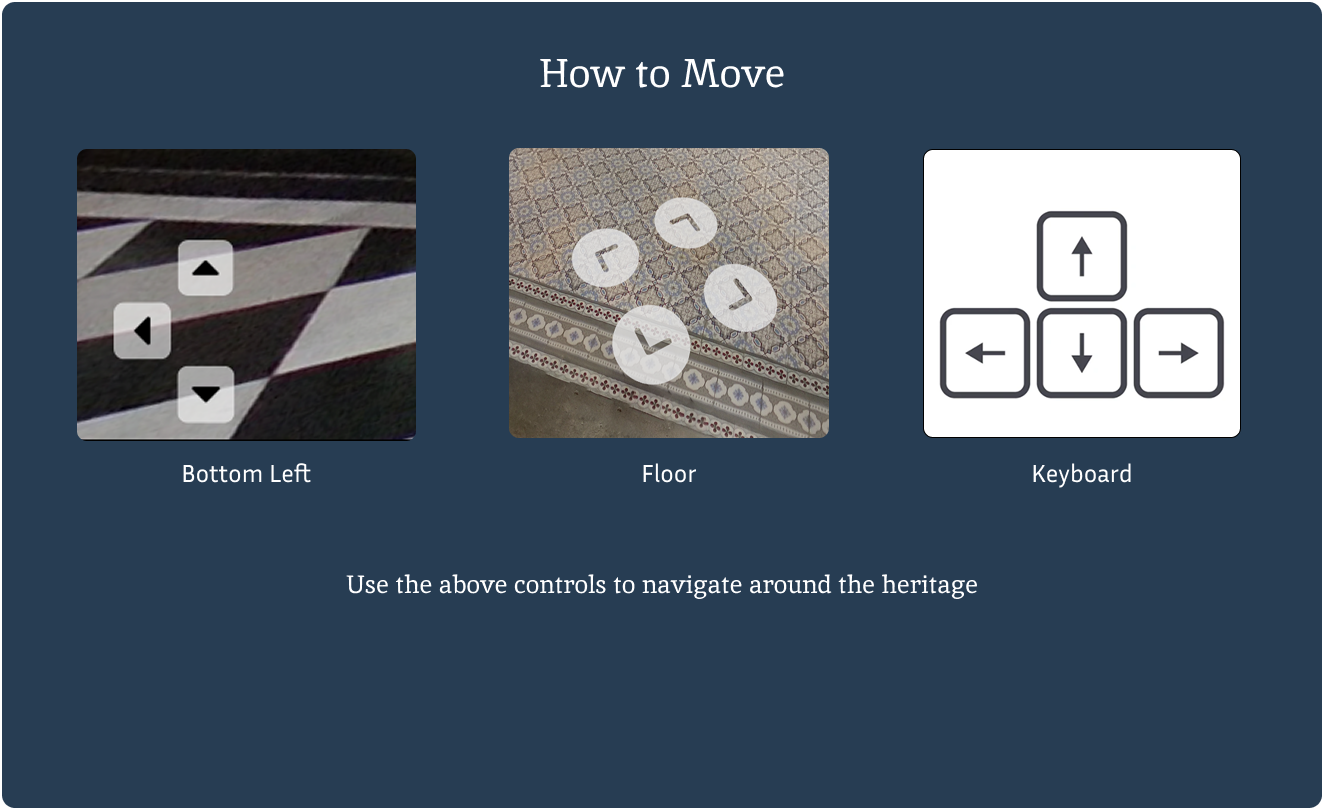 How to Move
Bottom Left
Floor
Keyboard
Use the above controls to navigate around the heritage